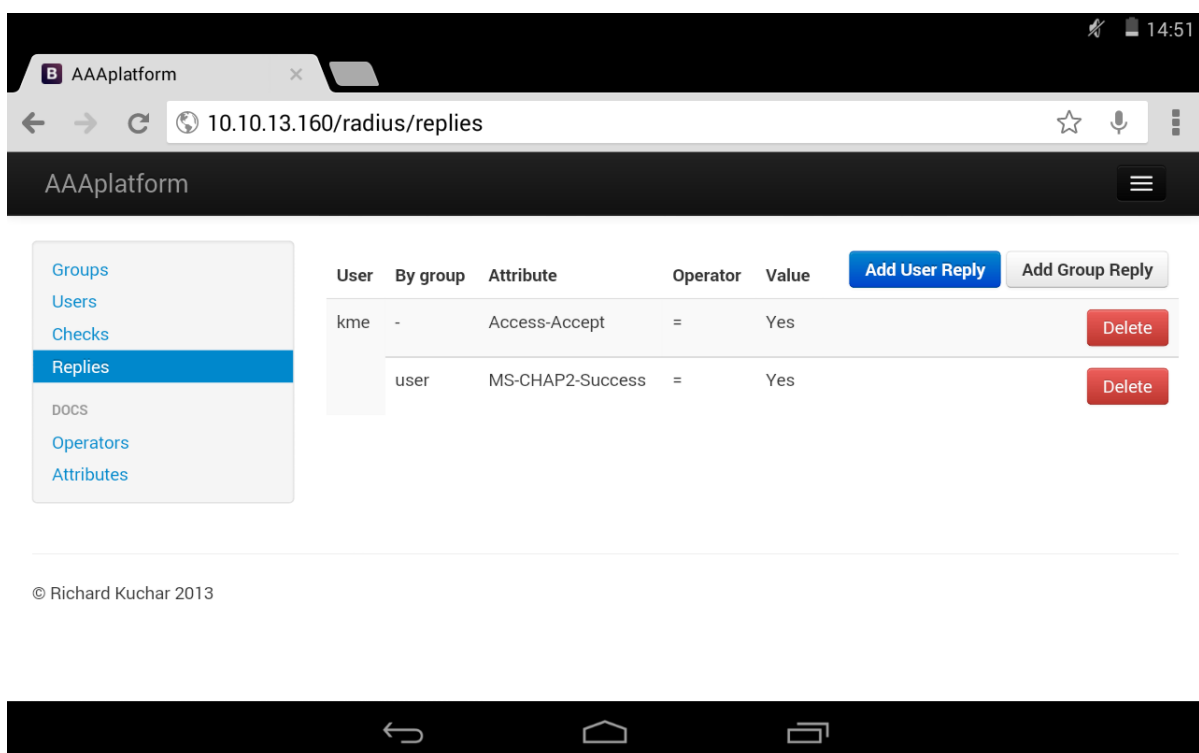 14:51
B AAAplatform
10.10.13.160/radius/replies
AAAplatform
Groups
Users
Checks
Replies
DOCS
Operators
Attributes
User By group Attribute Operator Value Add User Reply Add Group Reply
kme - Access-Accept = Yes Delete
user MS-CHAP2-Success = Yes Delete
© Richard Kuchar 2013